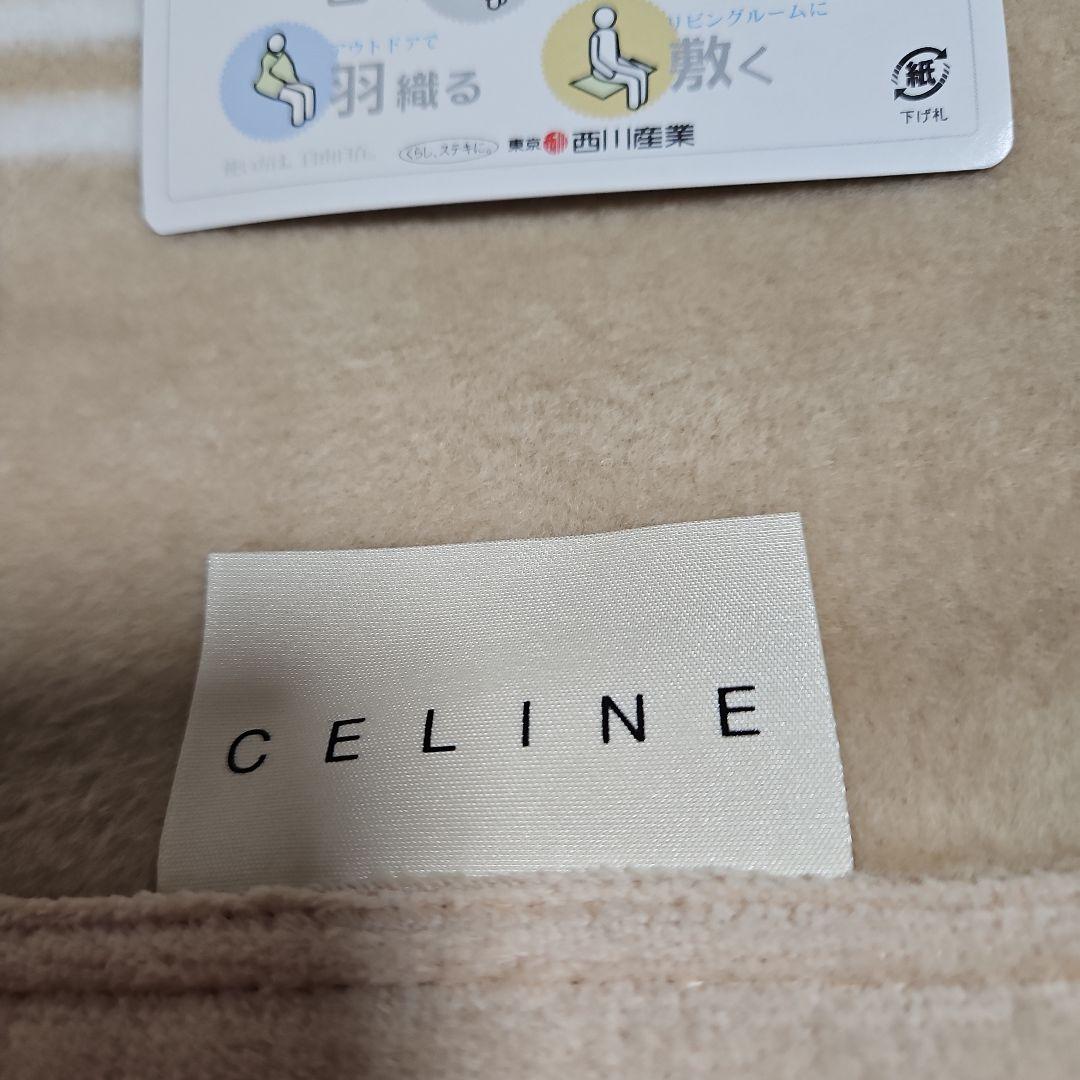 アウトドアで
羽織る
リビングルームに
敷く
紙
下げ札
くらし、ステキに。
東京 西川産業
CELINE